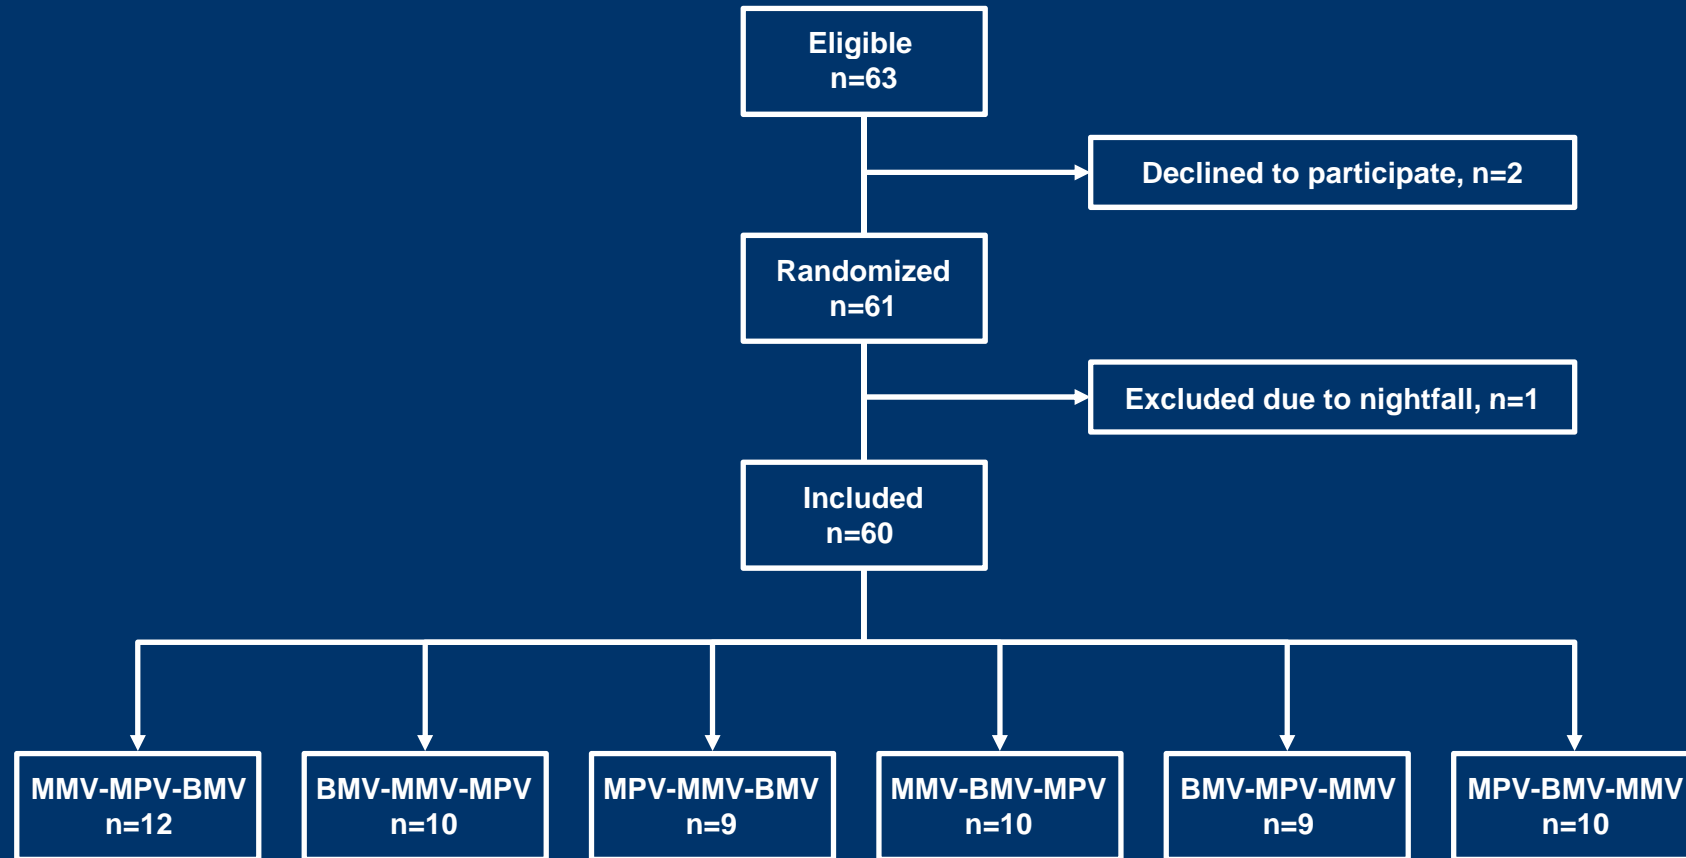 Eligible
n=63
Declined to participate, n=2
Randomized
n=61
Excluded due to nightfall, n=1
Included
n=60
MMV-MPV-BMV
n=12
BMV-MMV-MPV
n=10
MPV-MMV-BMV
n=9
MMV-BMV-MPV
n=10
BMV-MPV-MMV
n=9
MPV-BMV-MMV
n=10